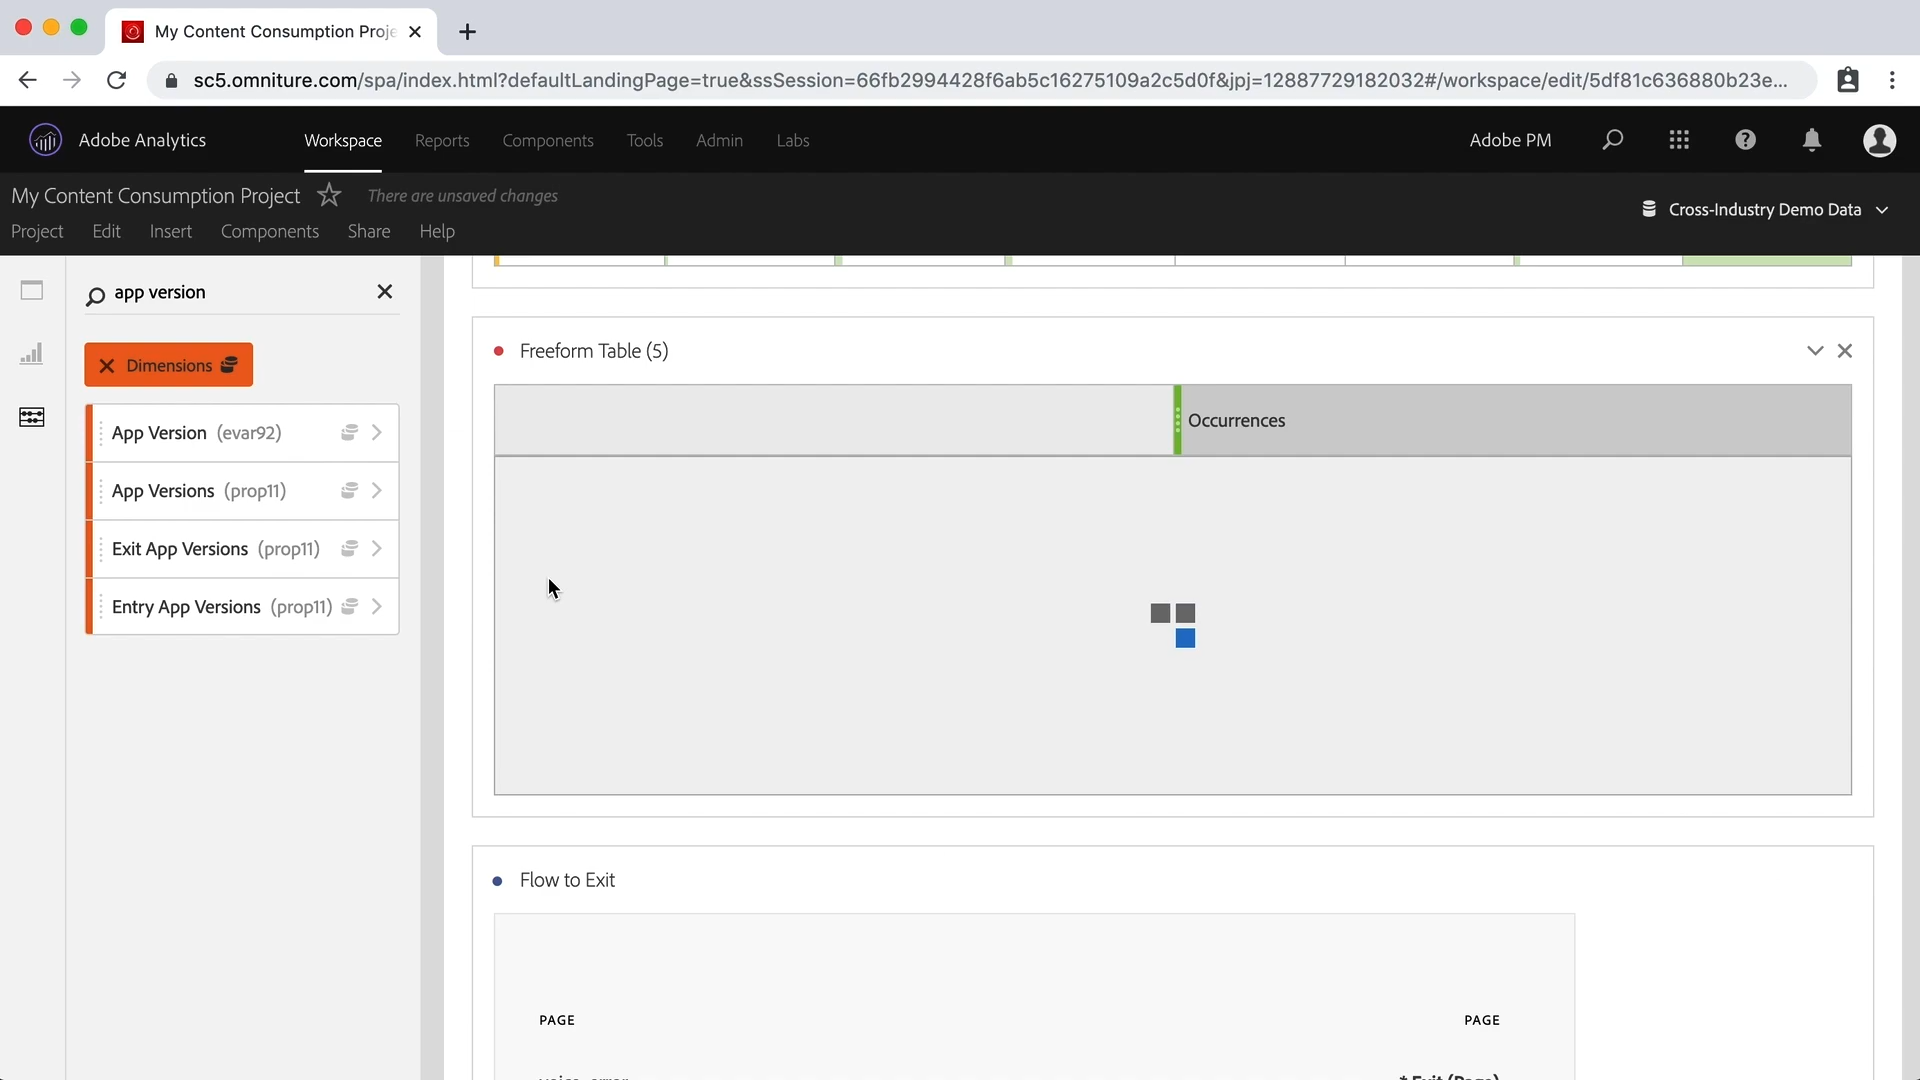 My Content Consumption Proje
sc5.omniture.com/spa/index.html?defaultLandingPage=true&ssSession=66fb2994428f6ab5c16275109a2c5d0f&jpj=12887729182032#/workspace/edit/5df81c636880b23e...
Adobe Analytics
Workspace
Reports
Components
Tools
Admin
Labs
Adobe PM
My Content Consumption Project
There are unsaved changes
Cross-Industry Demo Data
Project
Edit
Insert
Components
Share
Help
app version
Dimensions
App Version (evar92)
App Versions (prop11)
Exit App Versions (prop11)
Entry App Versions (prop11)
Freeform Table (5)
Occurrences
Flow to Exit
PAGE
PAGE
* Exit (Page)